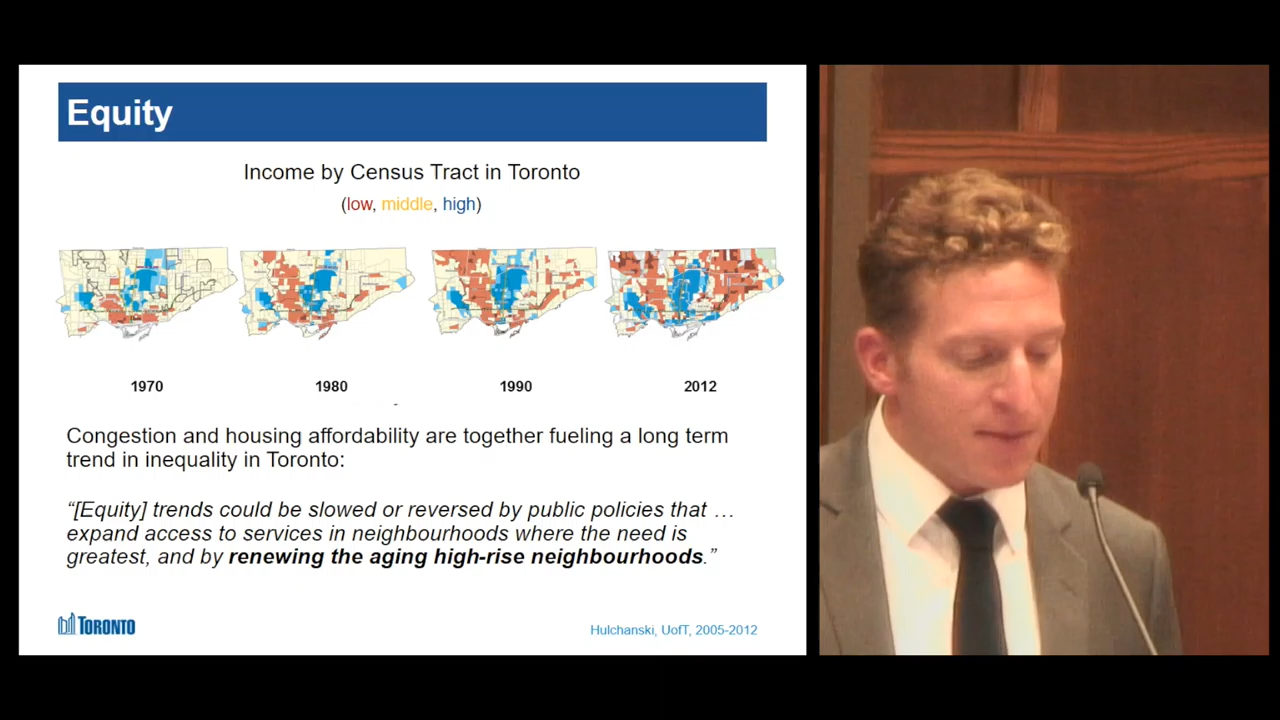 Equity
Income by Census Tract in Toronto
(low, middle, high)
1970
1980
1990
2012
Congestion and housing affordability are together fueling a long term
trend in inequality in Toronto:
“[Equity] trends could be slowed or reversed by public policies that …
expand access to services in neighbourhoods where the need is
greatest, and by renewing the aging high-rise neighbourhoods.”
TORONTO
Hulchanski, UofT, 2005-2012